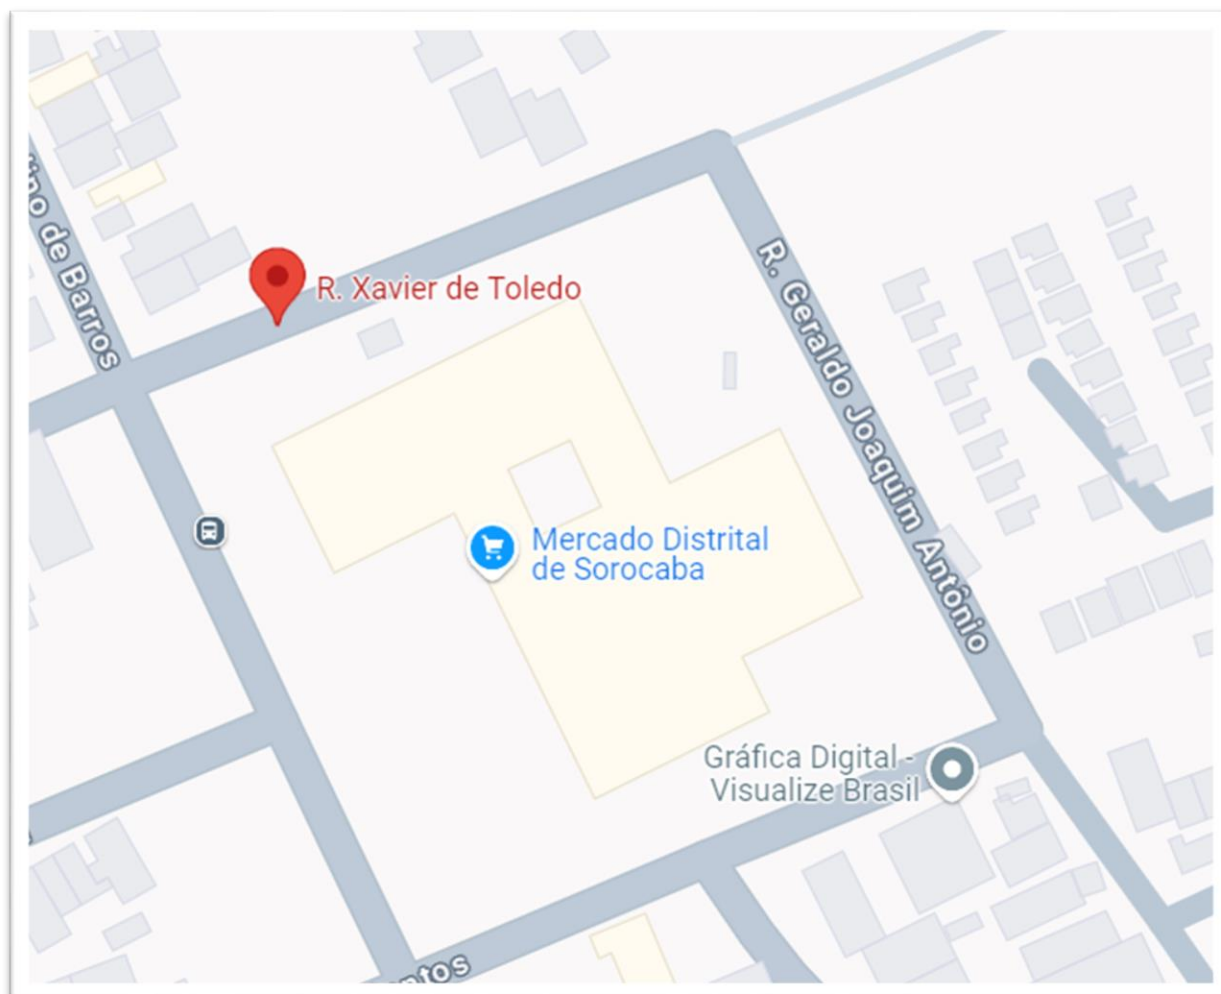 de Barros
R. Xavier de Toledo
R. Geraldo Joaquim Antônio
Mercado Distrital
de Sorocaba
Gráfica Digital -
Visualize Brasil